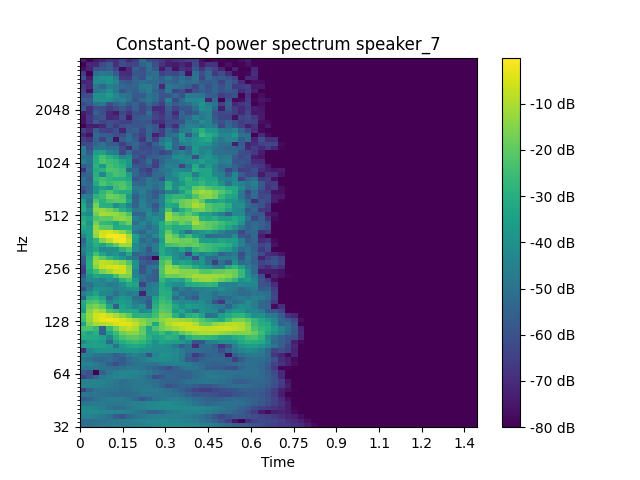 Constant-Q power spectrum speaker_7
Hz
2048
1024
512
256
128
64
32
0 0.15 0.3 0.45 0.6 0.75 0.9 1.1 1.2 1.4
Time
-10 dB
-20 dB
-30 dB
-40 dB
-50 dB
-60 dB
-70 dB
-80 dB